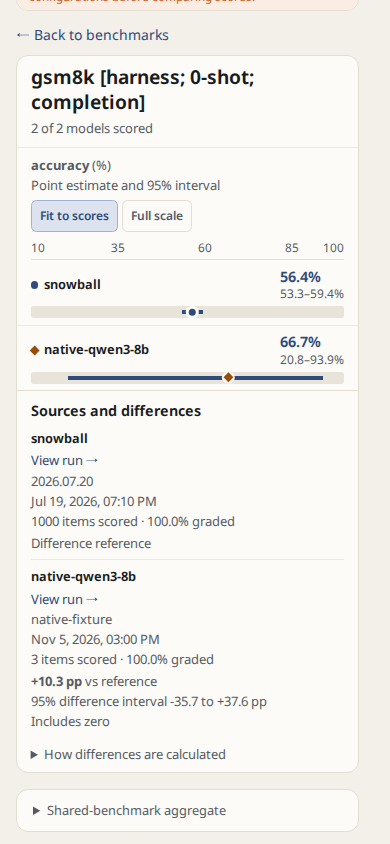 ← Back to benchmarks
gsm8k [harness; 0-shot;
completion]
2 of 2 models scored
accuracy (%)
Point estimate and 95% interval
Fit to scores Full scale
10 35 60 85 100
snowball 56.4%
53.3–59.4%
native-qwen3-8b 66.7%
20.8–93.9%
Sources and differences
snowball
View run →
2026.07.20
Jul 19, 2026, 07:10 PM
1000 items scored · 100.0% graded
Difference reference
native-qwen3-8b
View run →
native-fixture
Nov 5, 2026, 03:00 PM
3 items scored · 100.0% graded
+10.3 pp vs reference
95% difference interval -35.7 to +37.6 pp
Includes zero
▶ How differences are calculated
▶ Shared-benchmark aggregate